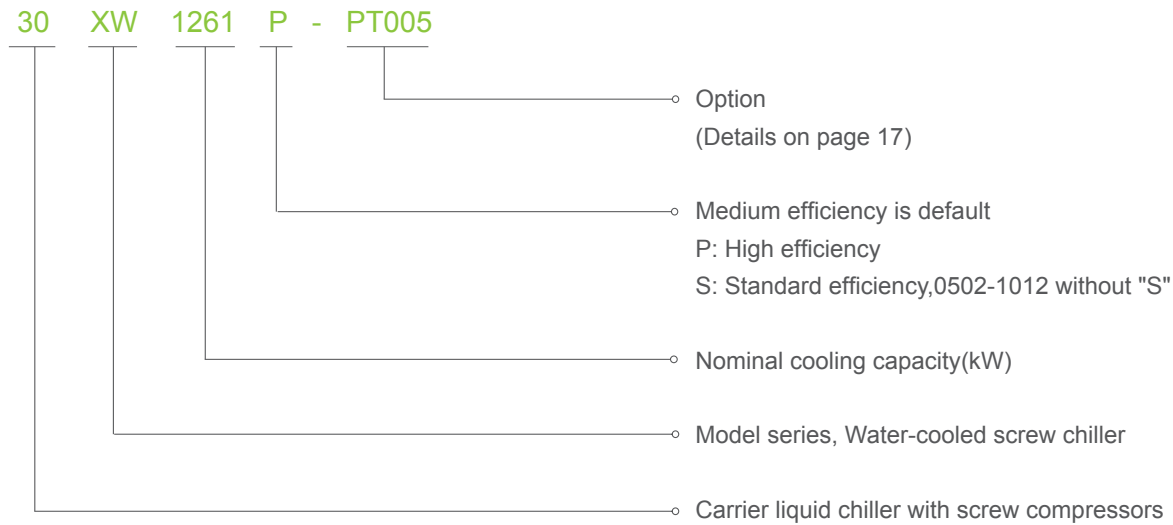 30 XW 1261 P - PT005
Option
(Details on page 17)
Medium efficiency is default
P: High efficiency
S: Standard efficiency,0502-1012 without "S"
Nominal cooling capacity(kW)
Model series, Water-cooled screw chiller
Carrier liquid chiller with screw compressors